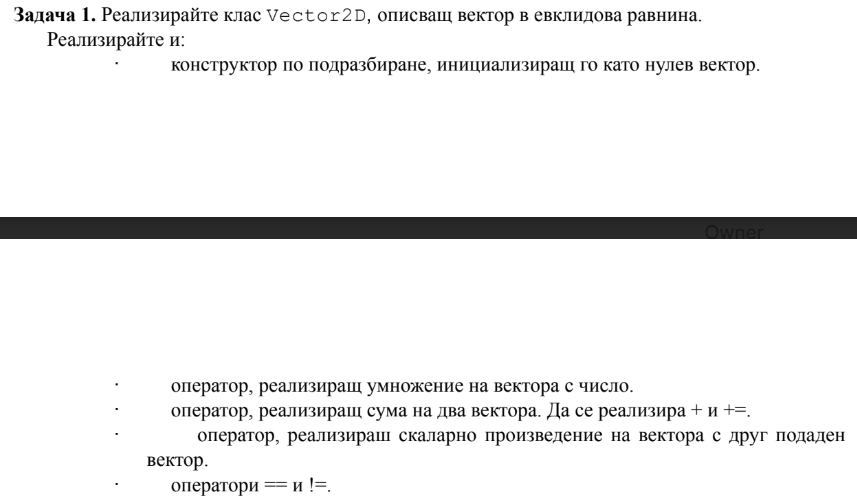 Задача 1. Реализирайте клас Vector2D, описващ вектор в евклидова равнина.
Реализирайте и:
· конструктор по подразбиране, инициализиращ го като нулев вектор.
Owner
· оператор, реализиращ умножение на вектора с число.
· оператор, реализиращ сума на два вектора. Да се реализира + и +=.
· оператор, реализираш скаларно произведение на вектора с друг подаден
вектор.
· оператори == и !=.